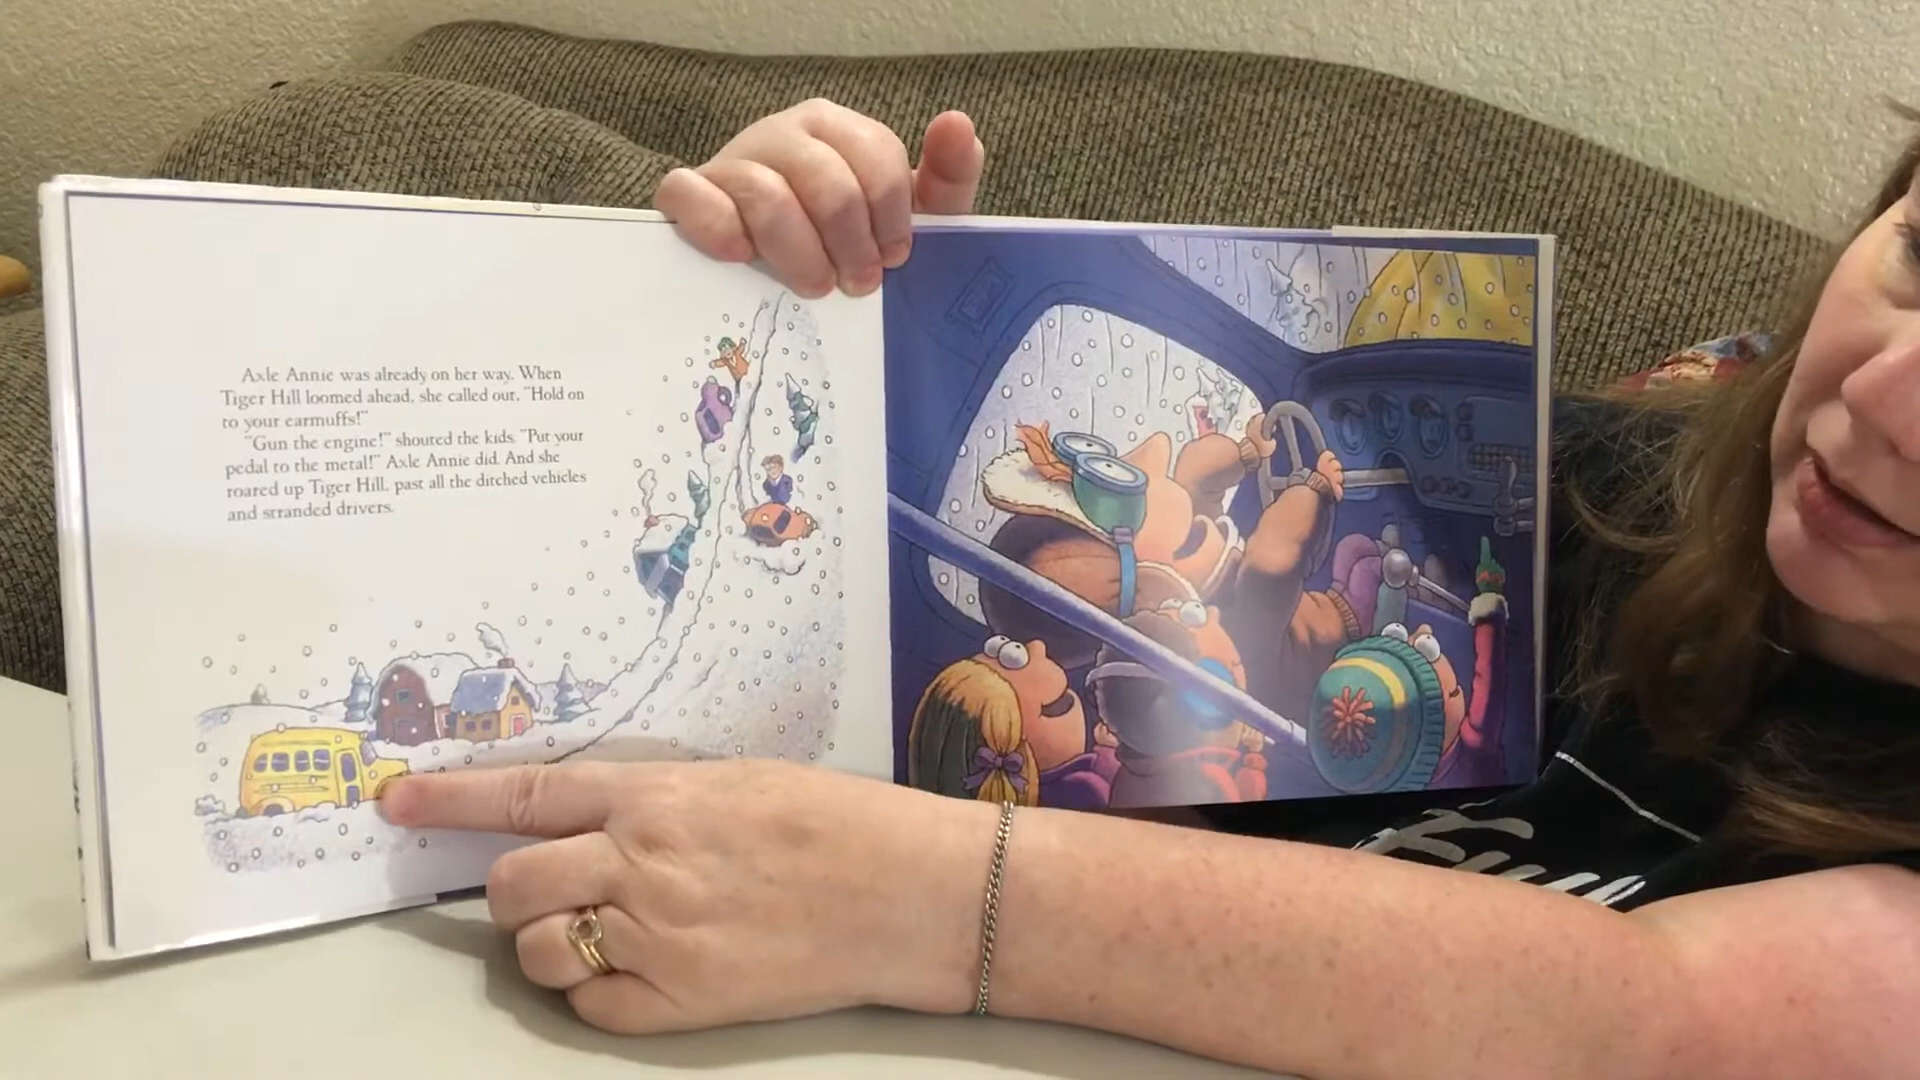 Axle Annie was already on her way. When
Tiger Hill loomed ahead, she called out, "Hold on
to your earmuffs!"
"Gun the engine!" shouted the kids. "Put your
pedal to the metal!" Axle Annie did. And she
roared up Tiger Hill, past all the ditched vehicles
and stranded drivers.